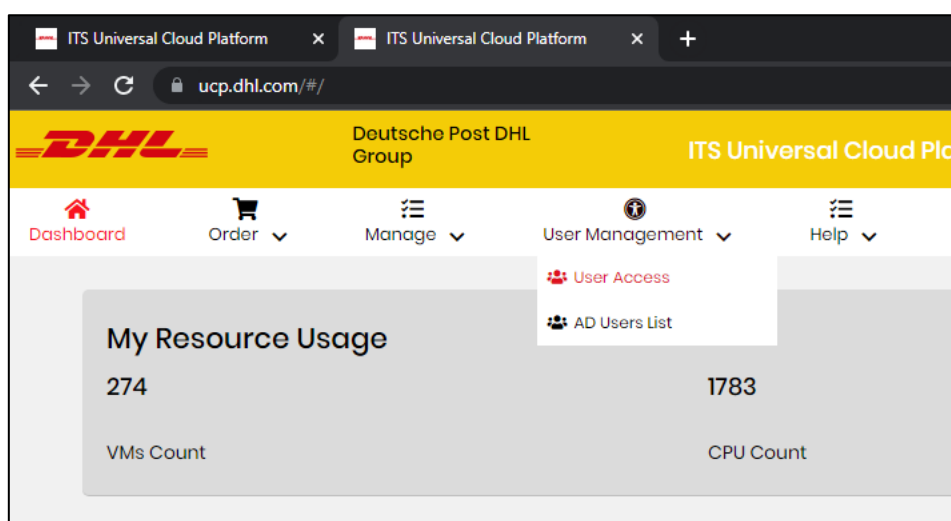 ITS Universal Cloud Platform
ITS Universal Cloud Platform
ucp.dhl.com/#/
DHL
Deutsche Post DHL
Group
ITS Universal Cloud Pl
Dashboard
Order
Manage
User Management
Help
User Access
AD Users List
My Resource Usage
274
1783
VMs Count
CPU Count